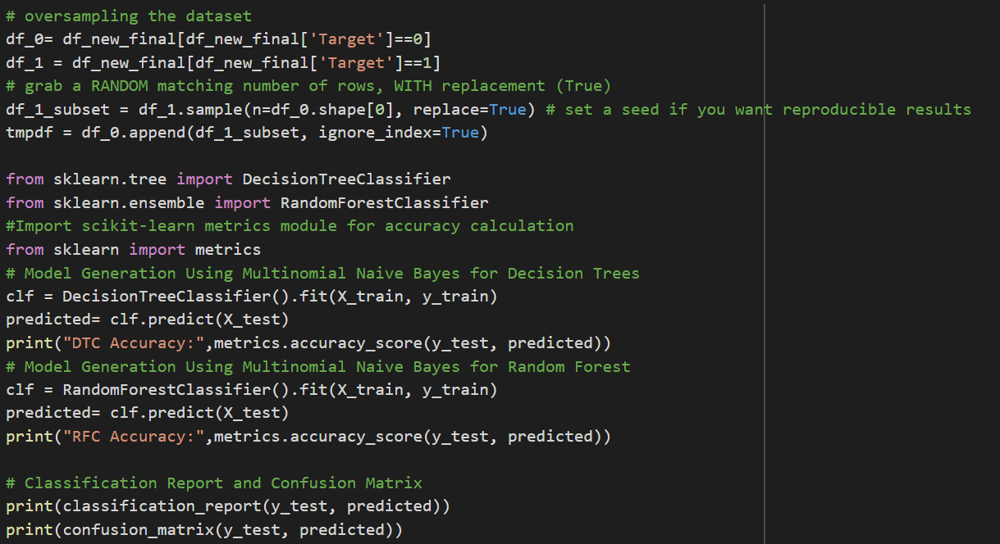 # oversampling the dataset
df_0= df_new_final[df_new_final['Target']==0]
df_1 = df_new_final[df_new_final['Target']==1]
# grab a RANDOM matching number of rows, WITH replacement (True)
df_1_subset = df_1.sample(n=df_0.shape[0], replace=True) # set a seed if you want reproducible results
tmpdf = df_0.append(df_1_subset, ignore_index=True)
from sklearn.tree import DecisionTreeClassifier
from sklearn.ensemble import RandomForestClassifier
#Import scikit-learn metrics module for accuracy calculation
from sklearn import metrics
# Model Generation Using Multinomial Naive Bayes for Decision Trees
clf = DecisionTreeClassifier().fit(X_train, y_train)
predicted= clf.predict(X_test)
print("DTC Accuracy:",metrics.accuracy_score(y_test, predicted))
# Model Generation Using Multinomial Naive Bayes for Random Forest
clf = RandomForestClassifier().fit(X_train, y_train)
predicted= clf.predict(X_test)
print("RFC Accuracy:",metrics.accuracy_score(y_test, predicted))
# Classification Report and Confusion Matrix
print(classification_report(y_test, predicted))
print(confusion_matrix(y_test, predicted))